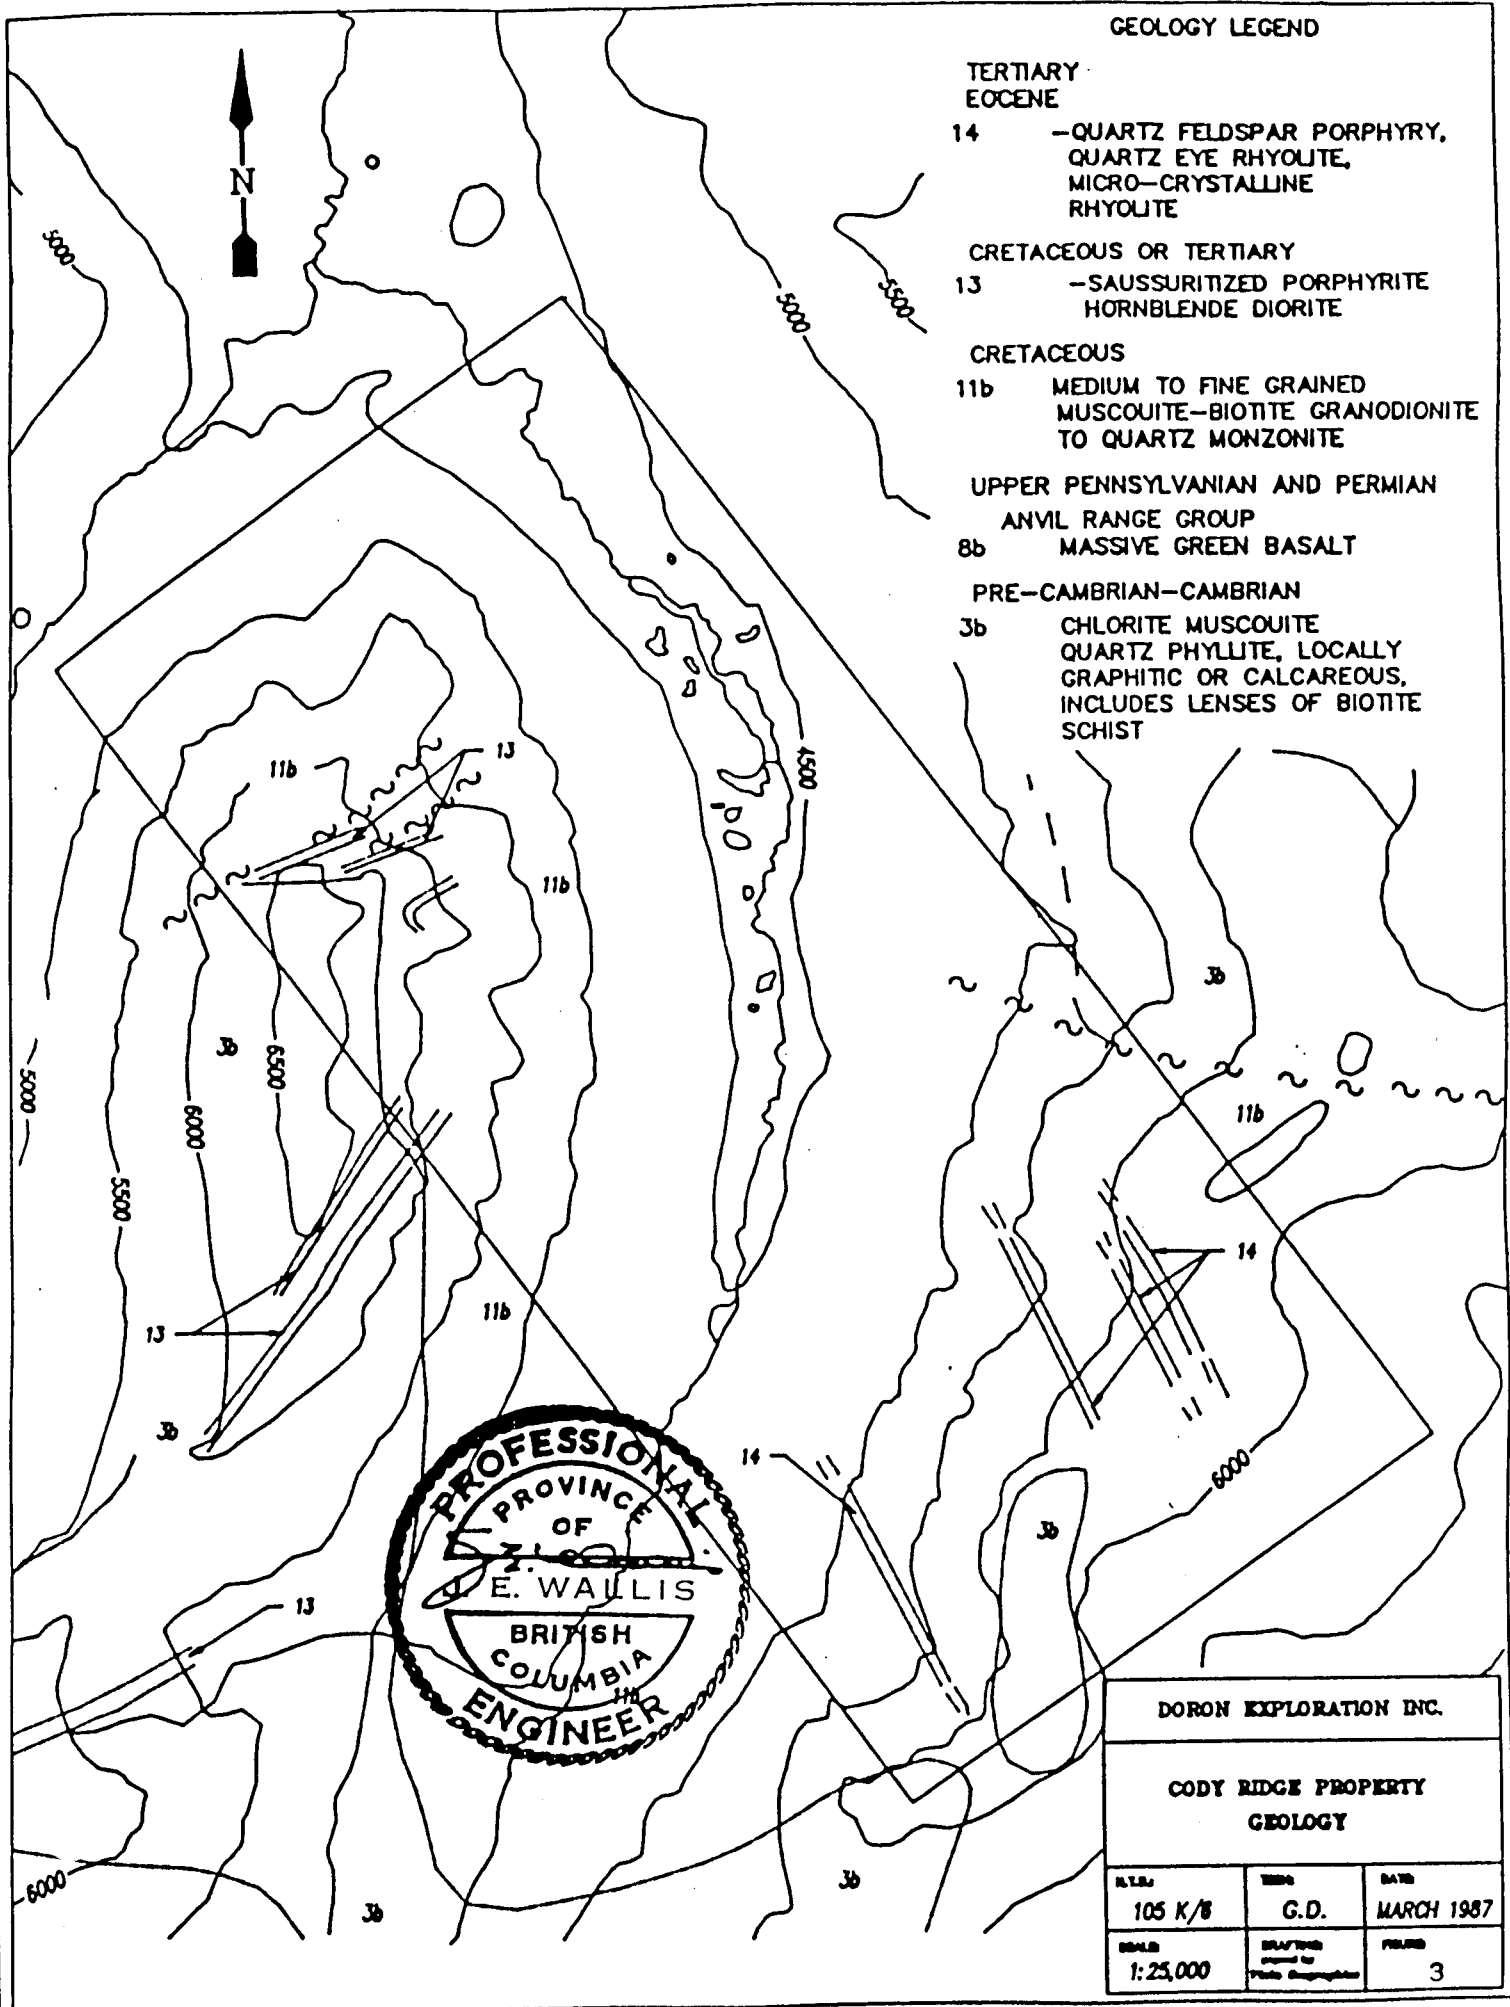 GEOLOGY LEGEND
TERTIARY
EOCENE
14 -QUARTZ FELDSPAR PORPHYRY,
QUARTZ EYE RHYOLITE,
MICRO-CRYSTALLINE
RHYOLITE
CRETACEOUS OR TERTIARY
13 -SAUSSURITIZED PORPHYRITE
HORNBLENDE DIORITE
CRETACEOUS
11b MEDIUM TO FINE GRAINED
MUSCOUITE-BIOTITE GRANODIONITE
TO QUARTZ MONZONITE
UPPER PENNSYLVANIAN AND PERMIAN
ANVIL RANGE GROUP
8b MASSIVE GREEN BASALT
PRE-CAMBRIAN-CAMBRIAN
3b CHLORITE MUSCOUITE
QUARTZ PHYLLITE, LOCALLY
GRAPHITIC OR CALCAREOUS,
INCLUDES LENSES OF BIOTITE
SCHIST
N
5000
5000
5500
13
11b
4500
11b
3b
3b
6500
5000
6000
11b
5500
14
11b
13
3b
14
6000
3b
13
11b
6000
3b
3b
PROFESSIONAL
PROVINCE
OF
J. E. WALLIS
BRITISH
COLUMBIA
ENGINEER
DORON EXPLORATION INC.
CODY RIDGE PROPERTY
GEOLOGY
N.T.S.:
105 K/8
G.D.
DATE:
MARCH 1987
SCALE:
1:25,000
DRAFTING:
FIGURE:
3